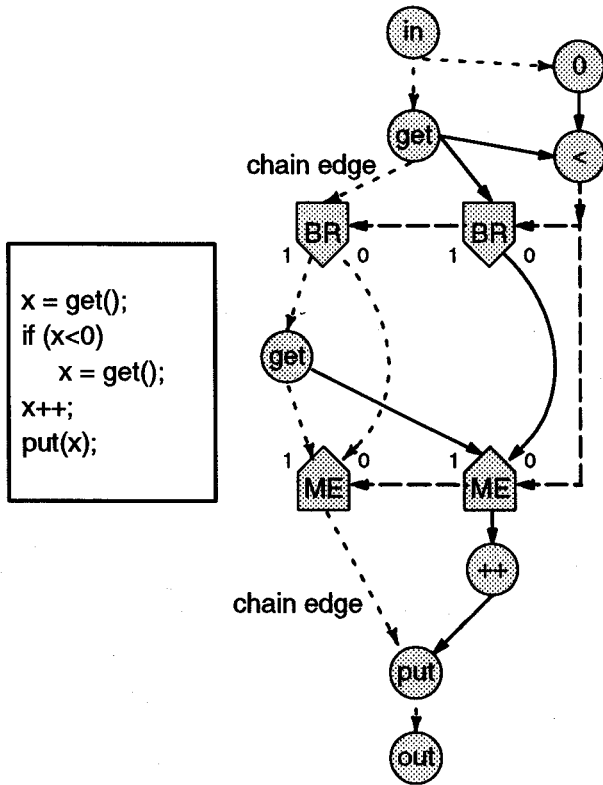 in
0
get
<
chain edge
BR
BR
1
0
1
0
x = get();
if (x<0)
x = get();
x++;
put(x);
get
1
0
1
0
ME
ME
++
chain edge
put
out